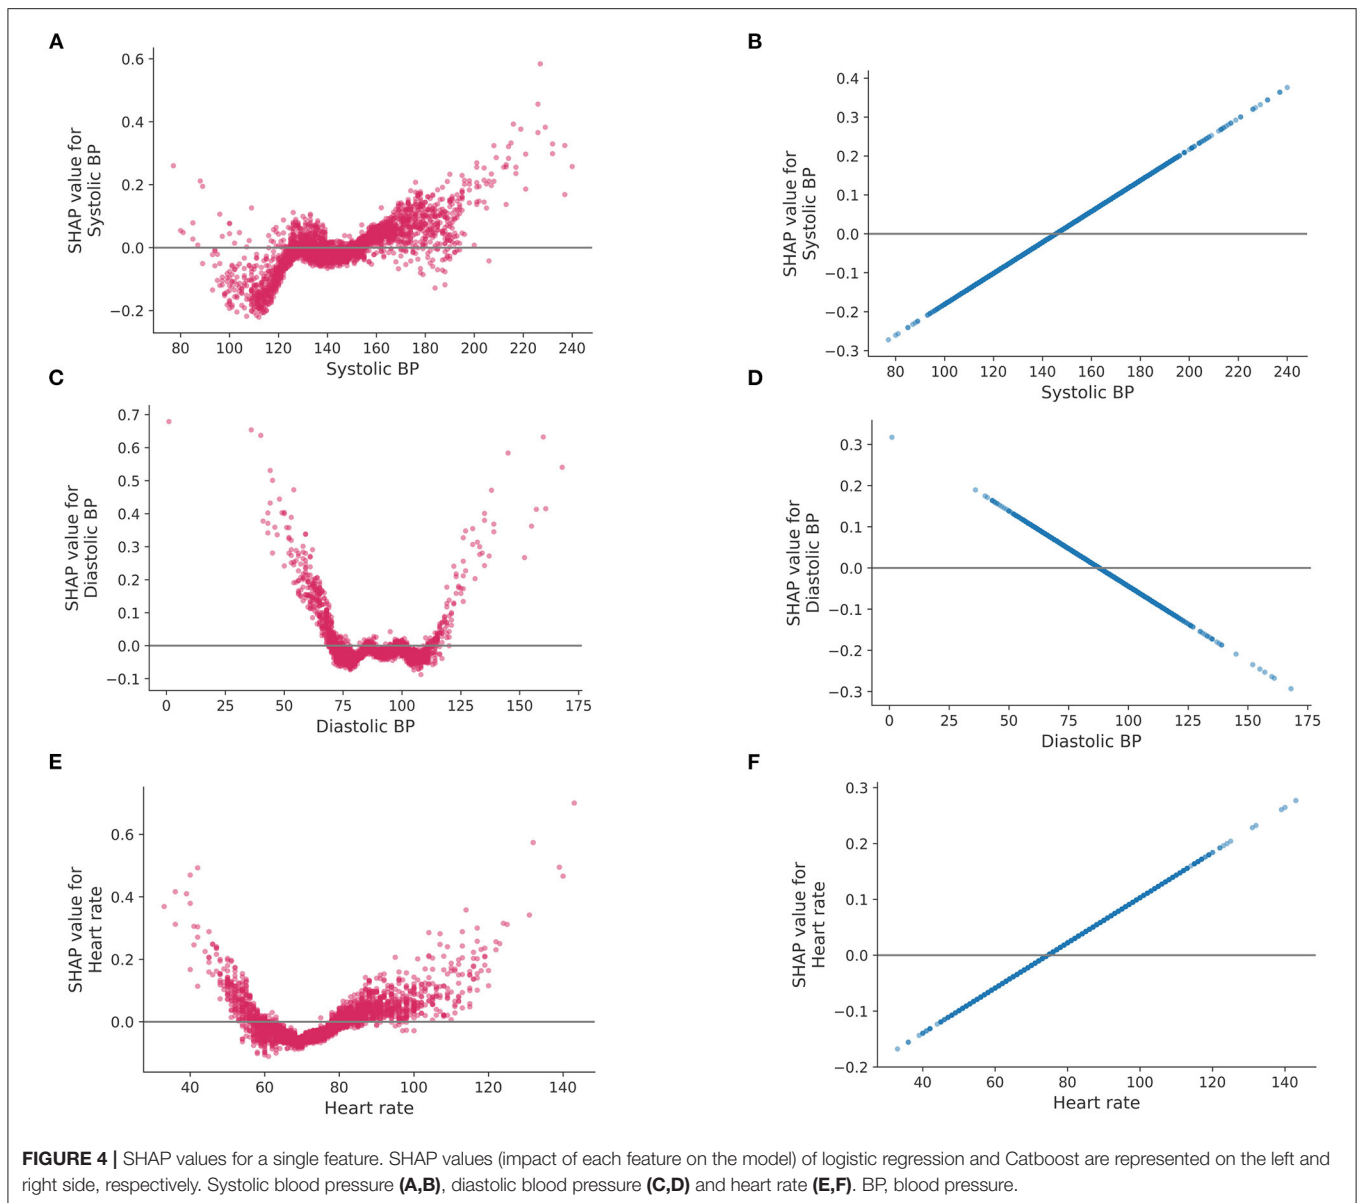 A
SHAP value for
Systolic BP
0.6
0.4
0.2
0.0
−0.2
80 100 120 140 160 180 200 220 240
Systolic BP
B
SHAP value for
Systolic BP
0.4
0.3
0.2
0.1
0.0
−0.1
−0.2
−0.3
80 100 120 140 160 180 200 220 240
Systolic BP
C
SHAP value for
Diastolic BP
0.7
0.6
0.5
0.4
0.3
0.2
0.1
0.0
−0.1
0 25 50 75 100 125 150 175
Diastolic BP
D
SHAP value for
Diastolic BP
0.3
0.2
0.1
0.0
−0.1
−0.2
−0.3
0 25 50 75 100 125 150 175
Diastolic BP
E
SHAP value for
Heart rate
0.6
0.4
0.2
0.0
40 60 80 100 120 140
Heart rate
F
SHAP value for
Heart rate
0.3
0.2
0.1
0.0
−0.1
−0.2
40 60 80 100 120 140
Heart rate
FIGURE 4 | SHAP values for a single feature. SHAP values (impact of each feature on the model) of logistic regression and Catboost are represented on the left and
right side, respectively. Systolic blood pressure (A,B), diastolic blood pressure (C,D) and heart rate (E,F). BP, blood pressure.